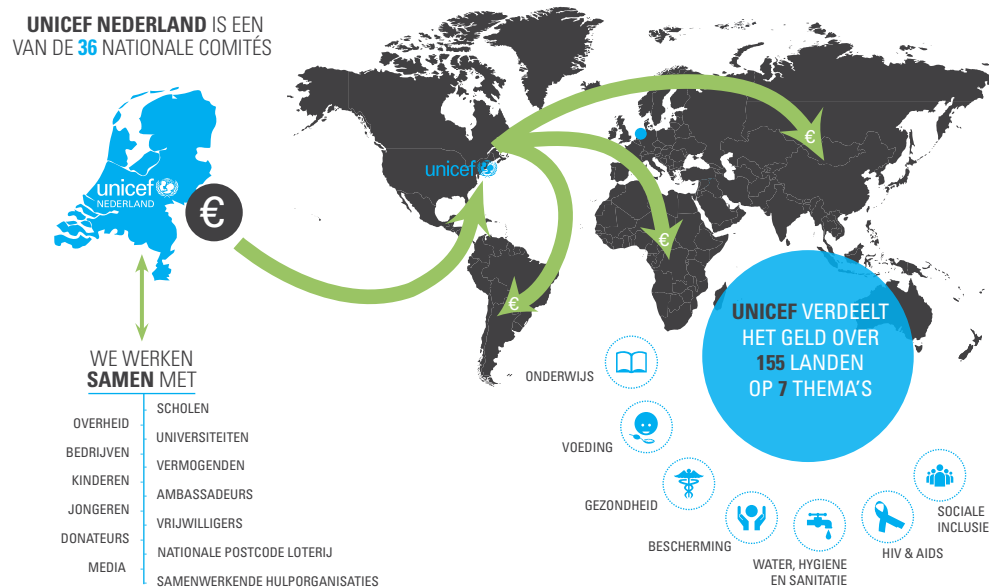 UNICEF NEDERLAND IS EEN
VAN DE 36 NATIONALE COMITÉS
unicef
NEDERLAND
€
unicef
€
€
€
WE WERKEN
SAMEN MET
SCHOLEN
OVERHEID
UNIVERSITEITEN
BEDRIJVEN
VERMOGENDEN
KINDEREN
AMBASSADEURS
JONGEREN
VRIJWILLIGERS
DONATEURS
NATIONALE POSTCODE LOTERIJ
MEDIA
SAMENWERKENDE HULPORGANISATIES
UNICEF VERDEELT
HET GELD OVER
155 LANDEN
OP 7 THEMA'S
ONDERWIJS
VOEDING
GEZONDHEID
BESCHERMING
WATER, HYGIENE
EN SANITATIE
HIV & AIDS
SOCIALE
INCLUSIE